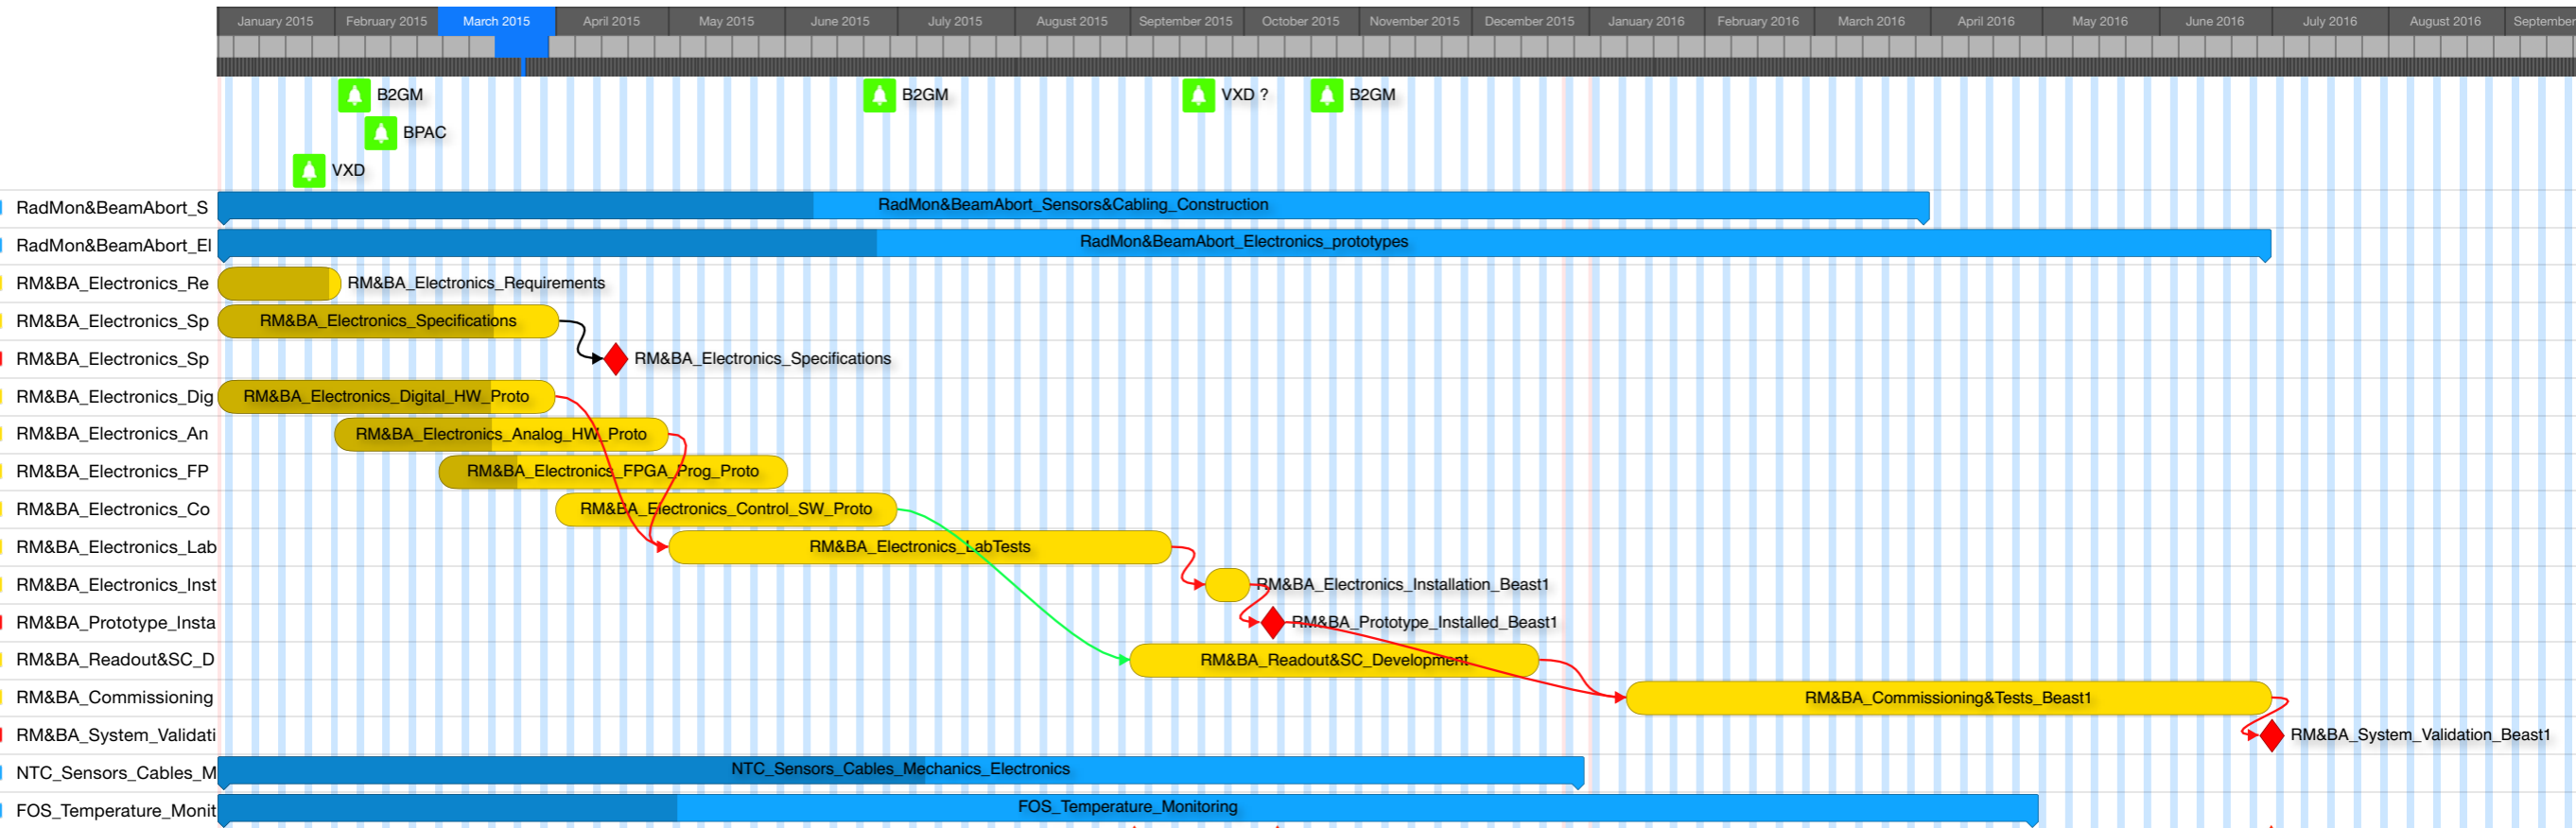 January 2015 February 2015 March 2015 April 2015 May 2015 June 2015 July 2015 August 2015 September 2015 October 2015 November 2015 December 2015 January 2016 February 2016 March 2016 April 2016 May 2016 June 2016 July 2016 August 2016 September
B2GM B2GM VXD ? B2GM
BPAC
VXD
RadMon&BeamAbort_S RadMon&BeamAbort_Sensors&Cabling_Construction
RadMon&BeamAbort_El RadMon&BeamAbort_Electronics_prototypes
RM&BA_Electronics_Re RM&BA_Electronics_Requirements
RM&BA_Electronics_Sp RM&BA_Electronics_Specifications
RM&BA_Electronics_Sp RM&BA_Electronics_Specifications
RM&BA_Electronics_Dig RM&BA_Electronics_Digital_HW_Proto
RM&BA_Electronics_An RM&BA_Electronics_Analog_HW_Proto
RM&BA_Electronics_FP RM&BA_Electronics_FPGA_Prog_Proto
RM&BA_Electronics_Co RM&BA_Electronics_Control_SW_Proto
RM&BA_Electronics_Lab RM&BA_Electronics_LabTests
RM&BA_Electronics_Inst RM&BA_Electronics_Installation_Beast1
RM&BA_Prototype_Insta RM&BA_Prototype_Installed_Beast1
RM&BA_Readout&SC_D RM&BA_Readout&SC_Development
RM&BA_Commissioning RM&BA_Commissioning&Tests_Beast1
RM&BA_System_Validati RM&BA_System_Validation_Beast1
NTC_Sensors_Cables_M NTC_Sensors_Cables_Mechanics_Electronics
FOS_Temperature_Monit FOS_Temperature_Monitoring